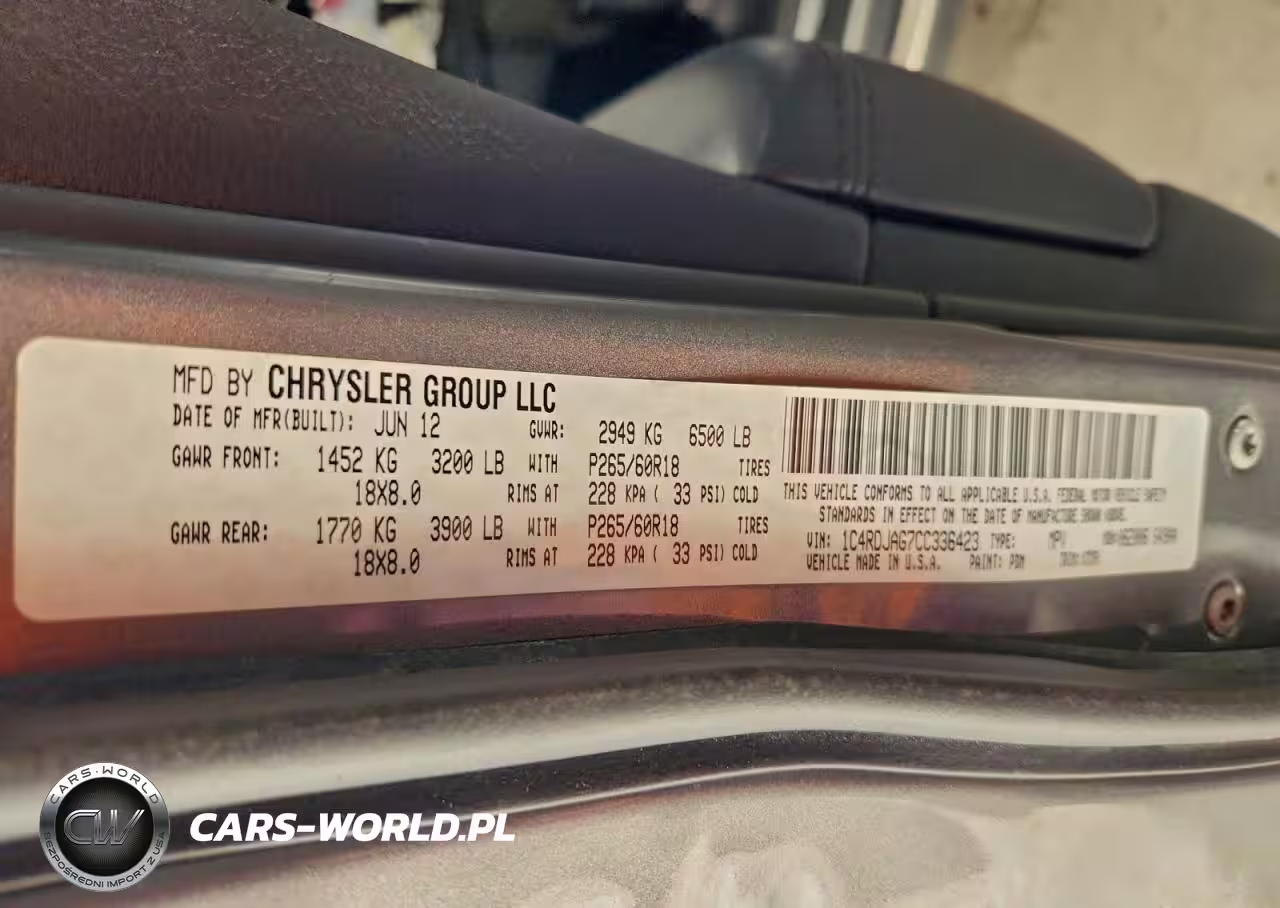 MFD BY CHRYSLER GROUP LLC
DATE OF MFR(BUILT): JUN 12 GVWR: 2949 KG 6500 LB
GAWR FRONT: 1452 KG 3200 LB WITH P265/60R18 TIRES
18X8.0 RIMS AT 228 KPA ( 33 PSI) COLD
GAWR REAR: 1770 KG 3900 LB WITH P265/60R18 TIRES
18X8.0 RIMS AT 228 KPA ( 33 PSI) COLD
THIS VEHICLE CONFORMS TO ALL APPLICABLE U.S.A. FEDERAL MOTOR VEHICLE SAFETY
STANDARDS IN EFFECT ON THE DATE OF MANUFACTURE SHOWN ABOVE.
VIN: 1C4RDJAG7CC336423 TYPE: MPV
VEHICLE MADE IN U.S.A. PAINT: PDM
CARS-WORLD
CW
BEZPOŚREDNI IMPORT Z USA
CARS-WORLD.PL